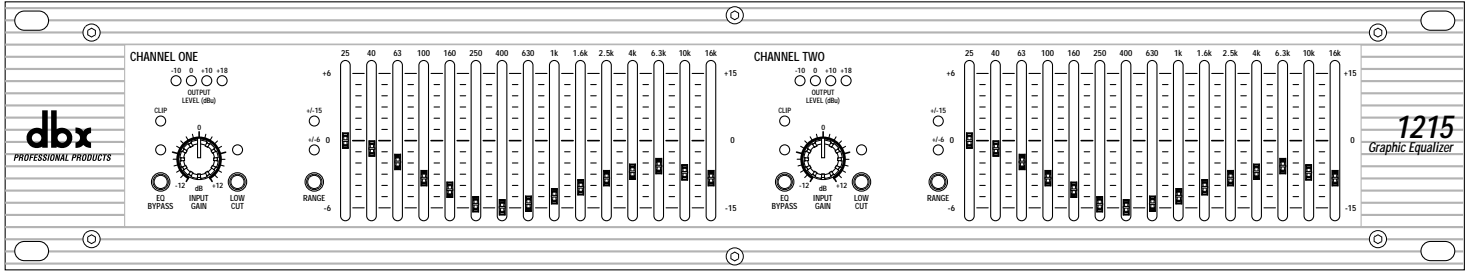 CHANNEL ONE
-10 0 +10 +18
OUTPUT
LEVEL (dBu)
CLIP
0
-12 dB +12
EQ
BYPASS
INPUT
GAIN
LOW
CUT
+/-15
+/-6
RANGE
25 40 63 100 160 250 400 630 1k 1.6k 2.5k 4k 6.3k 10k 16k
+6 +15
0 0
-6 -15
CHANNEL TWO
-10 0 +10 +18
OUTPUT
LEVEL (dBu)
CLIP
0
-12 dB +12
EQ
BYPASS
INPUT
GAIN
LOW
CUT
+/-15
+/-6
RANGE
25 40 63 100 160 250 400 630 1k 1.6k 2.5k 4k 6.3k 10k 16k
+6 +15
0 0
-6 -15
dbx
PROFESSIONAL PRODUCTS
1215
Graphic Equalizer